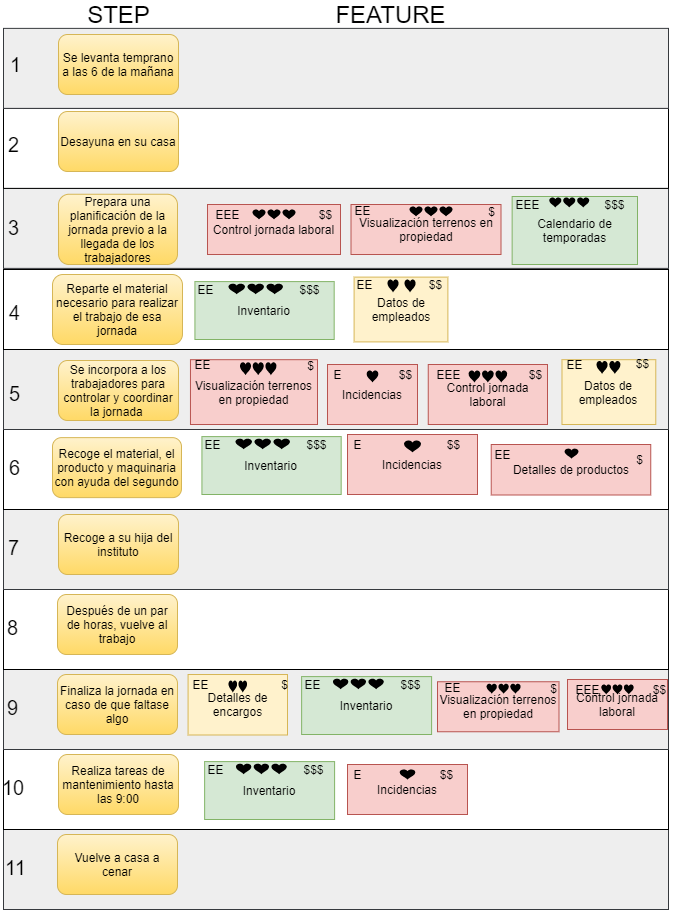 STEP FEATURE
1
Se levanta temprano
a las 6 de la mañana
2
Desayuna en su casa
3
Prepara una
planificación de la
jornada previo a la
llegada de los
trabajadores
EEE $$
Control jornada laboral
EE $
Visualización terrenos en
propiedad
EEE $$$
Calendario de
temporadas
4
Reparte el material
necesario para realizar
el trabajo de esa
jornada
EE $$$
Inventario
EE $$
Datos de
empleados
5
Se incorpora a los
trabajadores para
controlar y coordinar
la jornada
EE $
Visualización terrenos
en propiedad
E $$
Incidencias
EEE $$
Control jornada
laboral
EE $$
Datos de
empleados
6
Recoge el material, el
producto y maquinaria
con ayuda del segundo
EE $$$
Inventario
E $$
Incidencias
EE $
Detalles de productos
7
Recoge a su hija del
instituto
8
Después de un par
de horas, vuelve al
trabajo
9
Finaliza la jornada en
caso de que faltase
algo
EE $
Detalles de
encargos
EE $$$
Inventario
EE $
Visualización terrenos
en propiedad
EEE $$
Control jornada
laboral
10
Realiza tareas de
mantenimiento hasta
las 9:00
EE $$$
Inventario
E $$
Incidencias
11
Vuelve a casa a
cenar